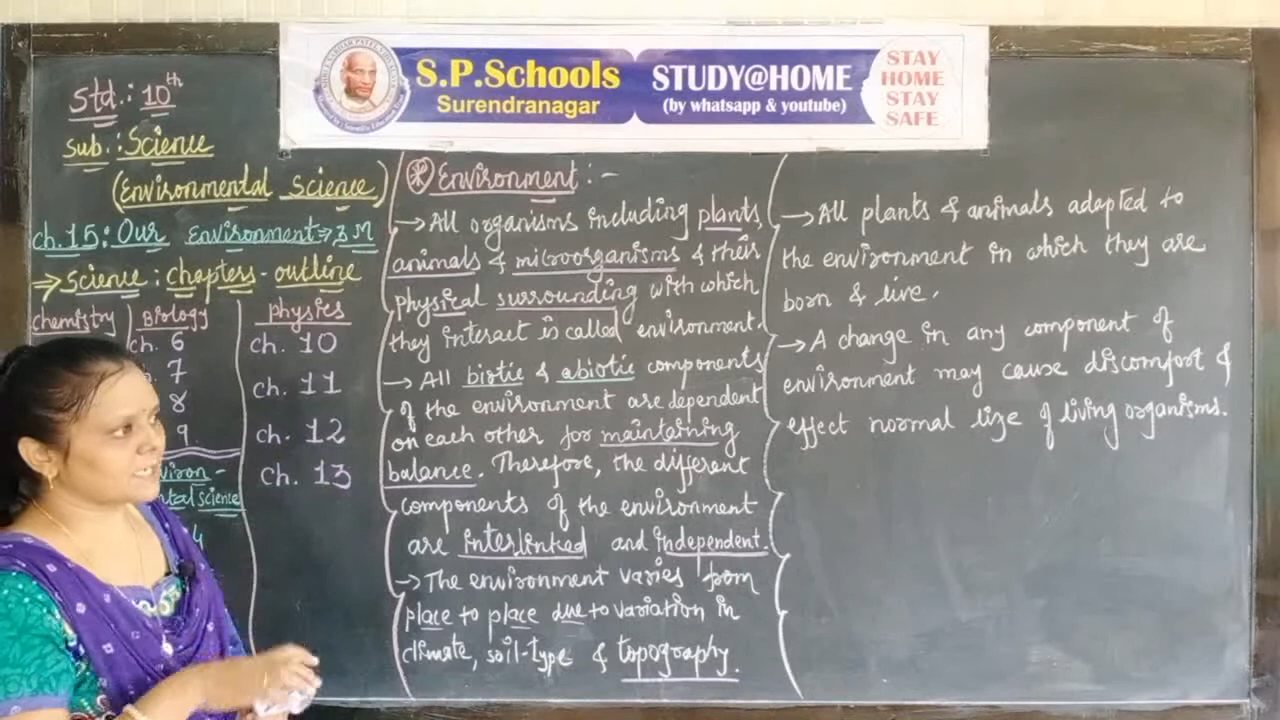 S.P.Schools
Surendranagar
STUDY@HOME
(by whatsapp & youtube)
STAY
HOME
STAY
SAFE
Std.: 10th
Sub.: Science
(Environmental Science)
ch.15: Our Environment ⇒ 3 M
⇒ Science: chapters - outline
chemistry
Biology
ch. 6
7
8
9
physics
ch. 10
ch. 11
ch. 12
ch. 13
tal science
Environment :-
→ All organisms including plants,
animals & microorganisms & their
physical surrounding with which
they interact is called environment.
→ All biotic & abiotic components
of the environment are dependent
on each other for maintaining
balance. Therefore, the different
components of the environment
are interlinked and independent.
→ The environment varies from
place to place due to variation in
climate, soil-type & topography.
→ All plants & animals adapted to
the environment in which they are
born & live.
→ A change in any component of
environment may cause discomfort &
effect normal lize of living organisms.